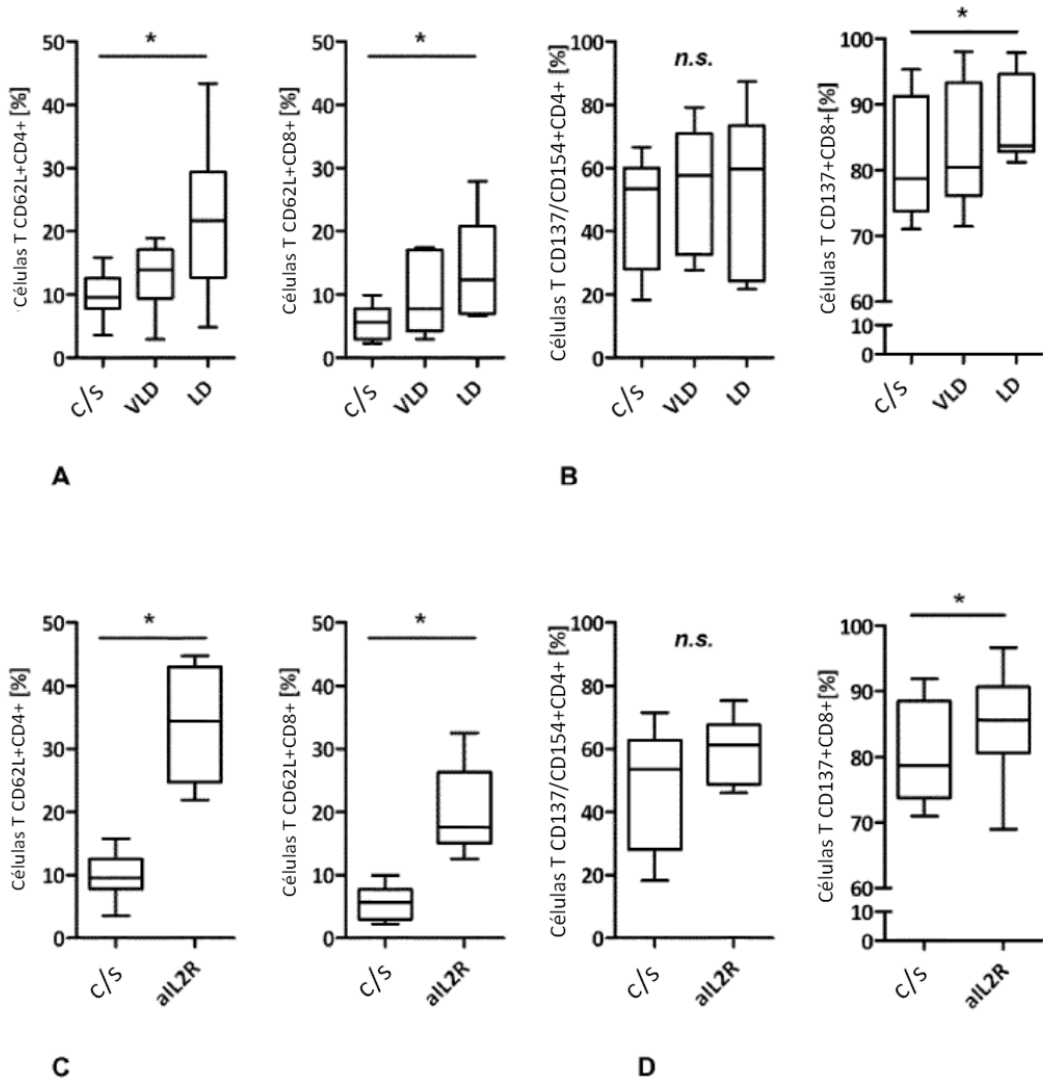 Células T CD62L+CD4+ [%]
50
40
30
20
10
0
*
C/S
VLD
LD
Células T CD62L+CD8+ [%]
50
40
30
20
10
0
*
C/S
VLD
LD
A
Células T CD137/CD154+CD4+ [%]
100
80
60
40
20
0
n.s.
C/S
VLD
LD
Células T CD137+CD8+[%]
100
90
80
70
60
10
0
*
C/S
VLD
LD
B
Células T CD62L+CD4+ [%]
50
40
30
20
10
0
*
C/S
aIL2R
Células T CD62L+CD8+ [%]
50
40
30
20
10
0
*
C/S
aIL2R
C
Células T CD137/CD154+CD4+ [%]
100
80
60
40
20
0
n.s.
C/S
aIL2R
Células T CD137+CD8+[%]
100
90
80
70
60
10
0
*
C/S
aIL2R
D